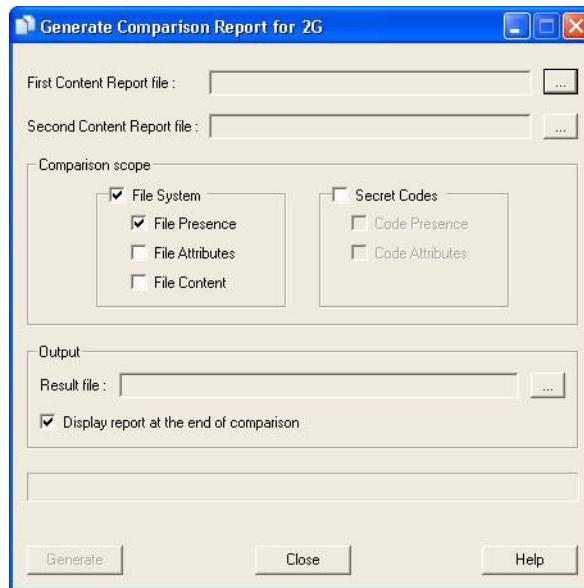 Generate Comparison Report for 2G
First Content Report file :
...
Second Content Report file :
...
Comparison scope
File System
File Presence
File Attributes
File Content
Secret Codes
Code Presence
Code Attributes
Output
Result file :
...
Display report at the end of comparison
Generate
Close
Help